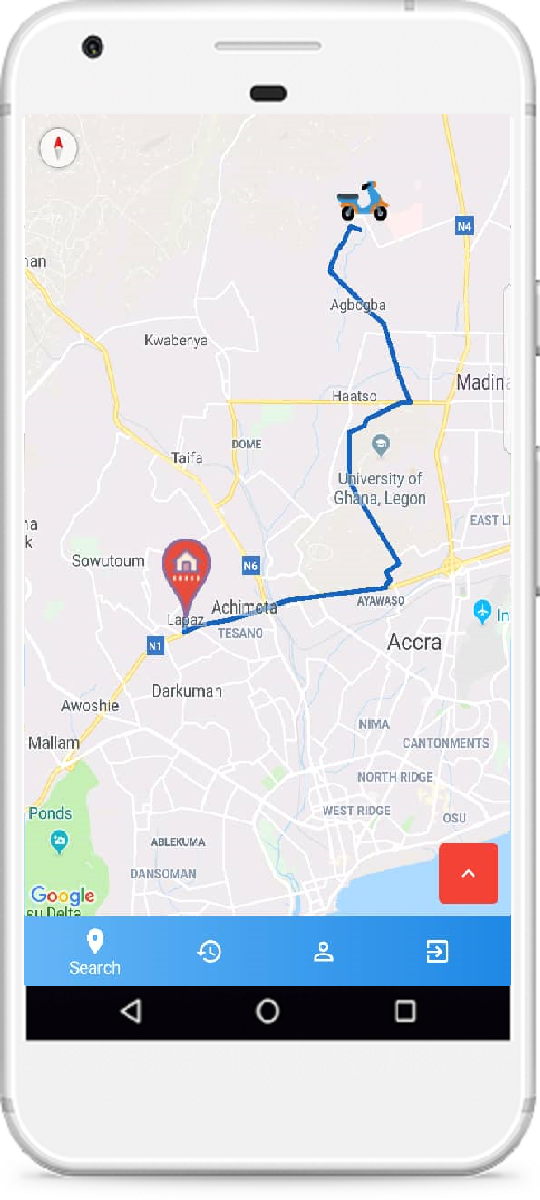 N4
nan
Agbogba
Kwaberya
Madina
Haatso
DOME
Taifa
University of
Ghana, Legon
na
k
EAST L
Sowutoum
N6
Lapaz
Achimota
AYAWASO
In
TESANO
N1
Accra
Darkuman
Awoshie
NIMA
Mallam
CANTONMENTS
NORTH RIDGE
Ponds
WEST RIDGE
OSU
ABLEKUMA
DANSOMAN
Google
su Delta
Search